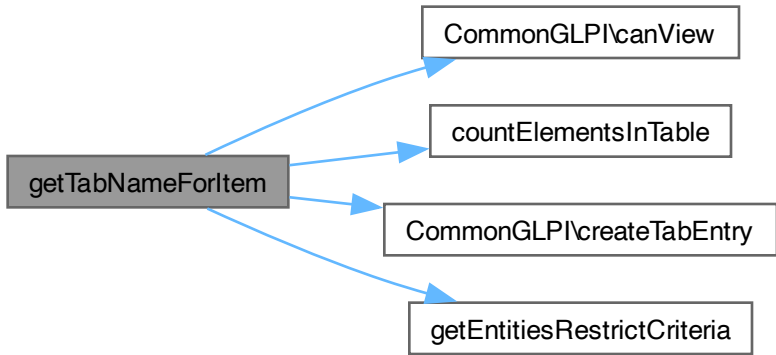 CommonGLPI\canView
countElementsInTable
getTabNameForItem
CommonGLPI\createTabEntry
getEntitiesRestrictCriteria